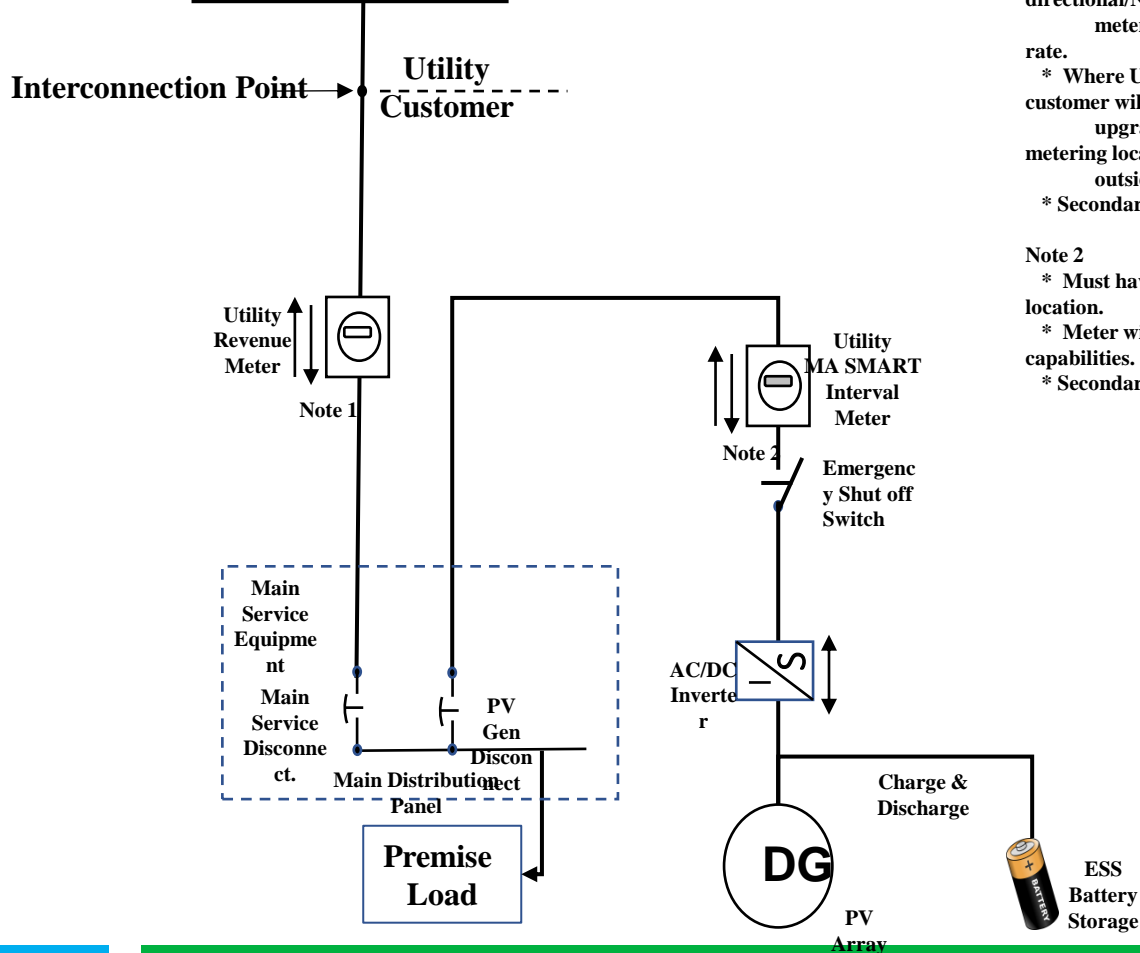 Interconnection Point
Utility
Customer
Utility
Revenue
Meter
Note 1
Utility
MA SMART
Interval
Meter
Note 2
Emergenc
y Shut off
Switch
Main
Service
Equipme
nt
Main
Service
Disconne
ct.
PV
Gen
Discon
nect
Main Distribution
Panel
Premise
Load
AC/DC
Inverte
r
Charge &
Discharge
DG
PV
Array
+
BATTERY
ESS
Battery
Storage
meter
rate.
* Where U
customer wil
upgra
metering loca
outsi
* Secondar
Note 2
* Must hav
location.
* Meter wi
capabilities.
* Secondar